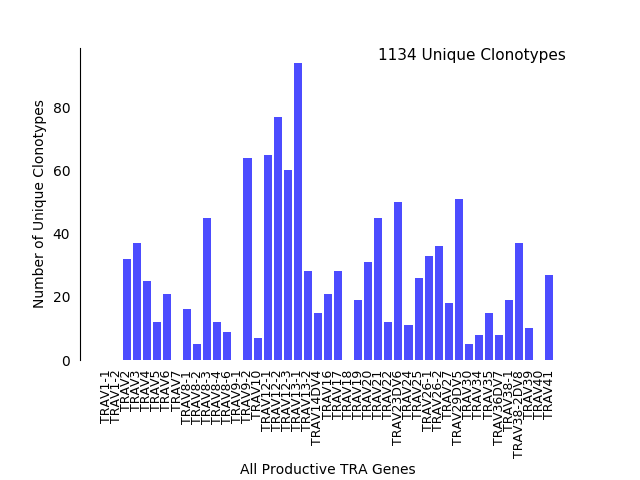 1134 Unique Clonotypes
Number of Unique Clonotypes
80
60
40
20
0
TRAV1-1
TRAV1-2
TRAV2
TRAV3
TRAV4
TRAV5
TRAV6
TRAV7
TRAV8-1
TRAV8-2
TRAV8-3
TRAV8-4
TRAV8-6
TRAV9-1
TRAV9-2
TRAV10
TRAV12-1
TRAV12-2
TRAV12-3
TRAV13-1
TRAV13-2
TRAV14DV4
TRAV16
TRAV17
TRAV18
TRAV19
TRAV20
TRAV21
TRAV22
TRAV23DV6
TRAV24
TRAV25
TRAV26-1
TRAV26-2
TRAV27
TRAV29DV5
TRAV30
TRAV34
TRAV35
TRAV36DV7
TRAV38-1
TRAV38-2DV8
TRAV39
TRAV40
TRAV41
All Productive TRA Genes